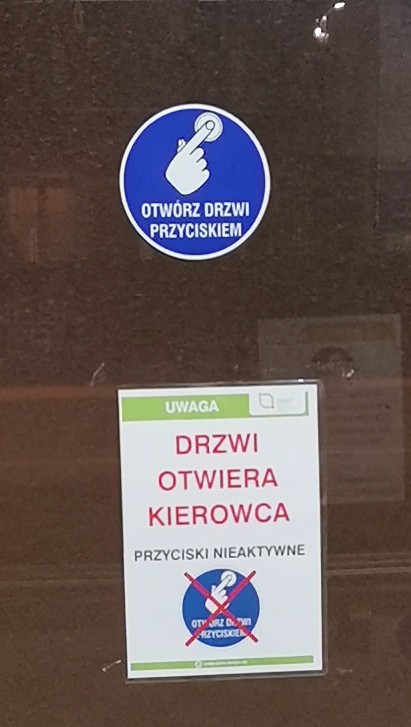 OTWÓRZ DRZWI
PRZYCISKIEM
UWAGA
DRZWI
OTWIERA
KIEROWCA
PRZYCISKI NIEAKTYWNE
OTWÓRZ DRZWI
PRZYCISKIEM